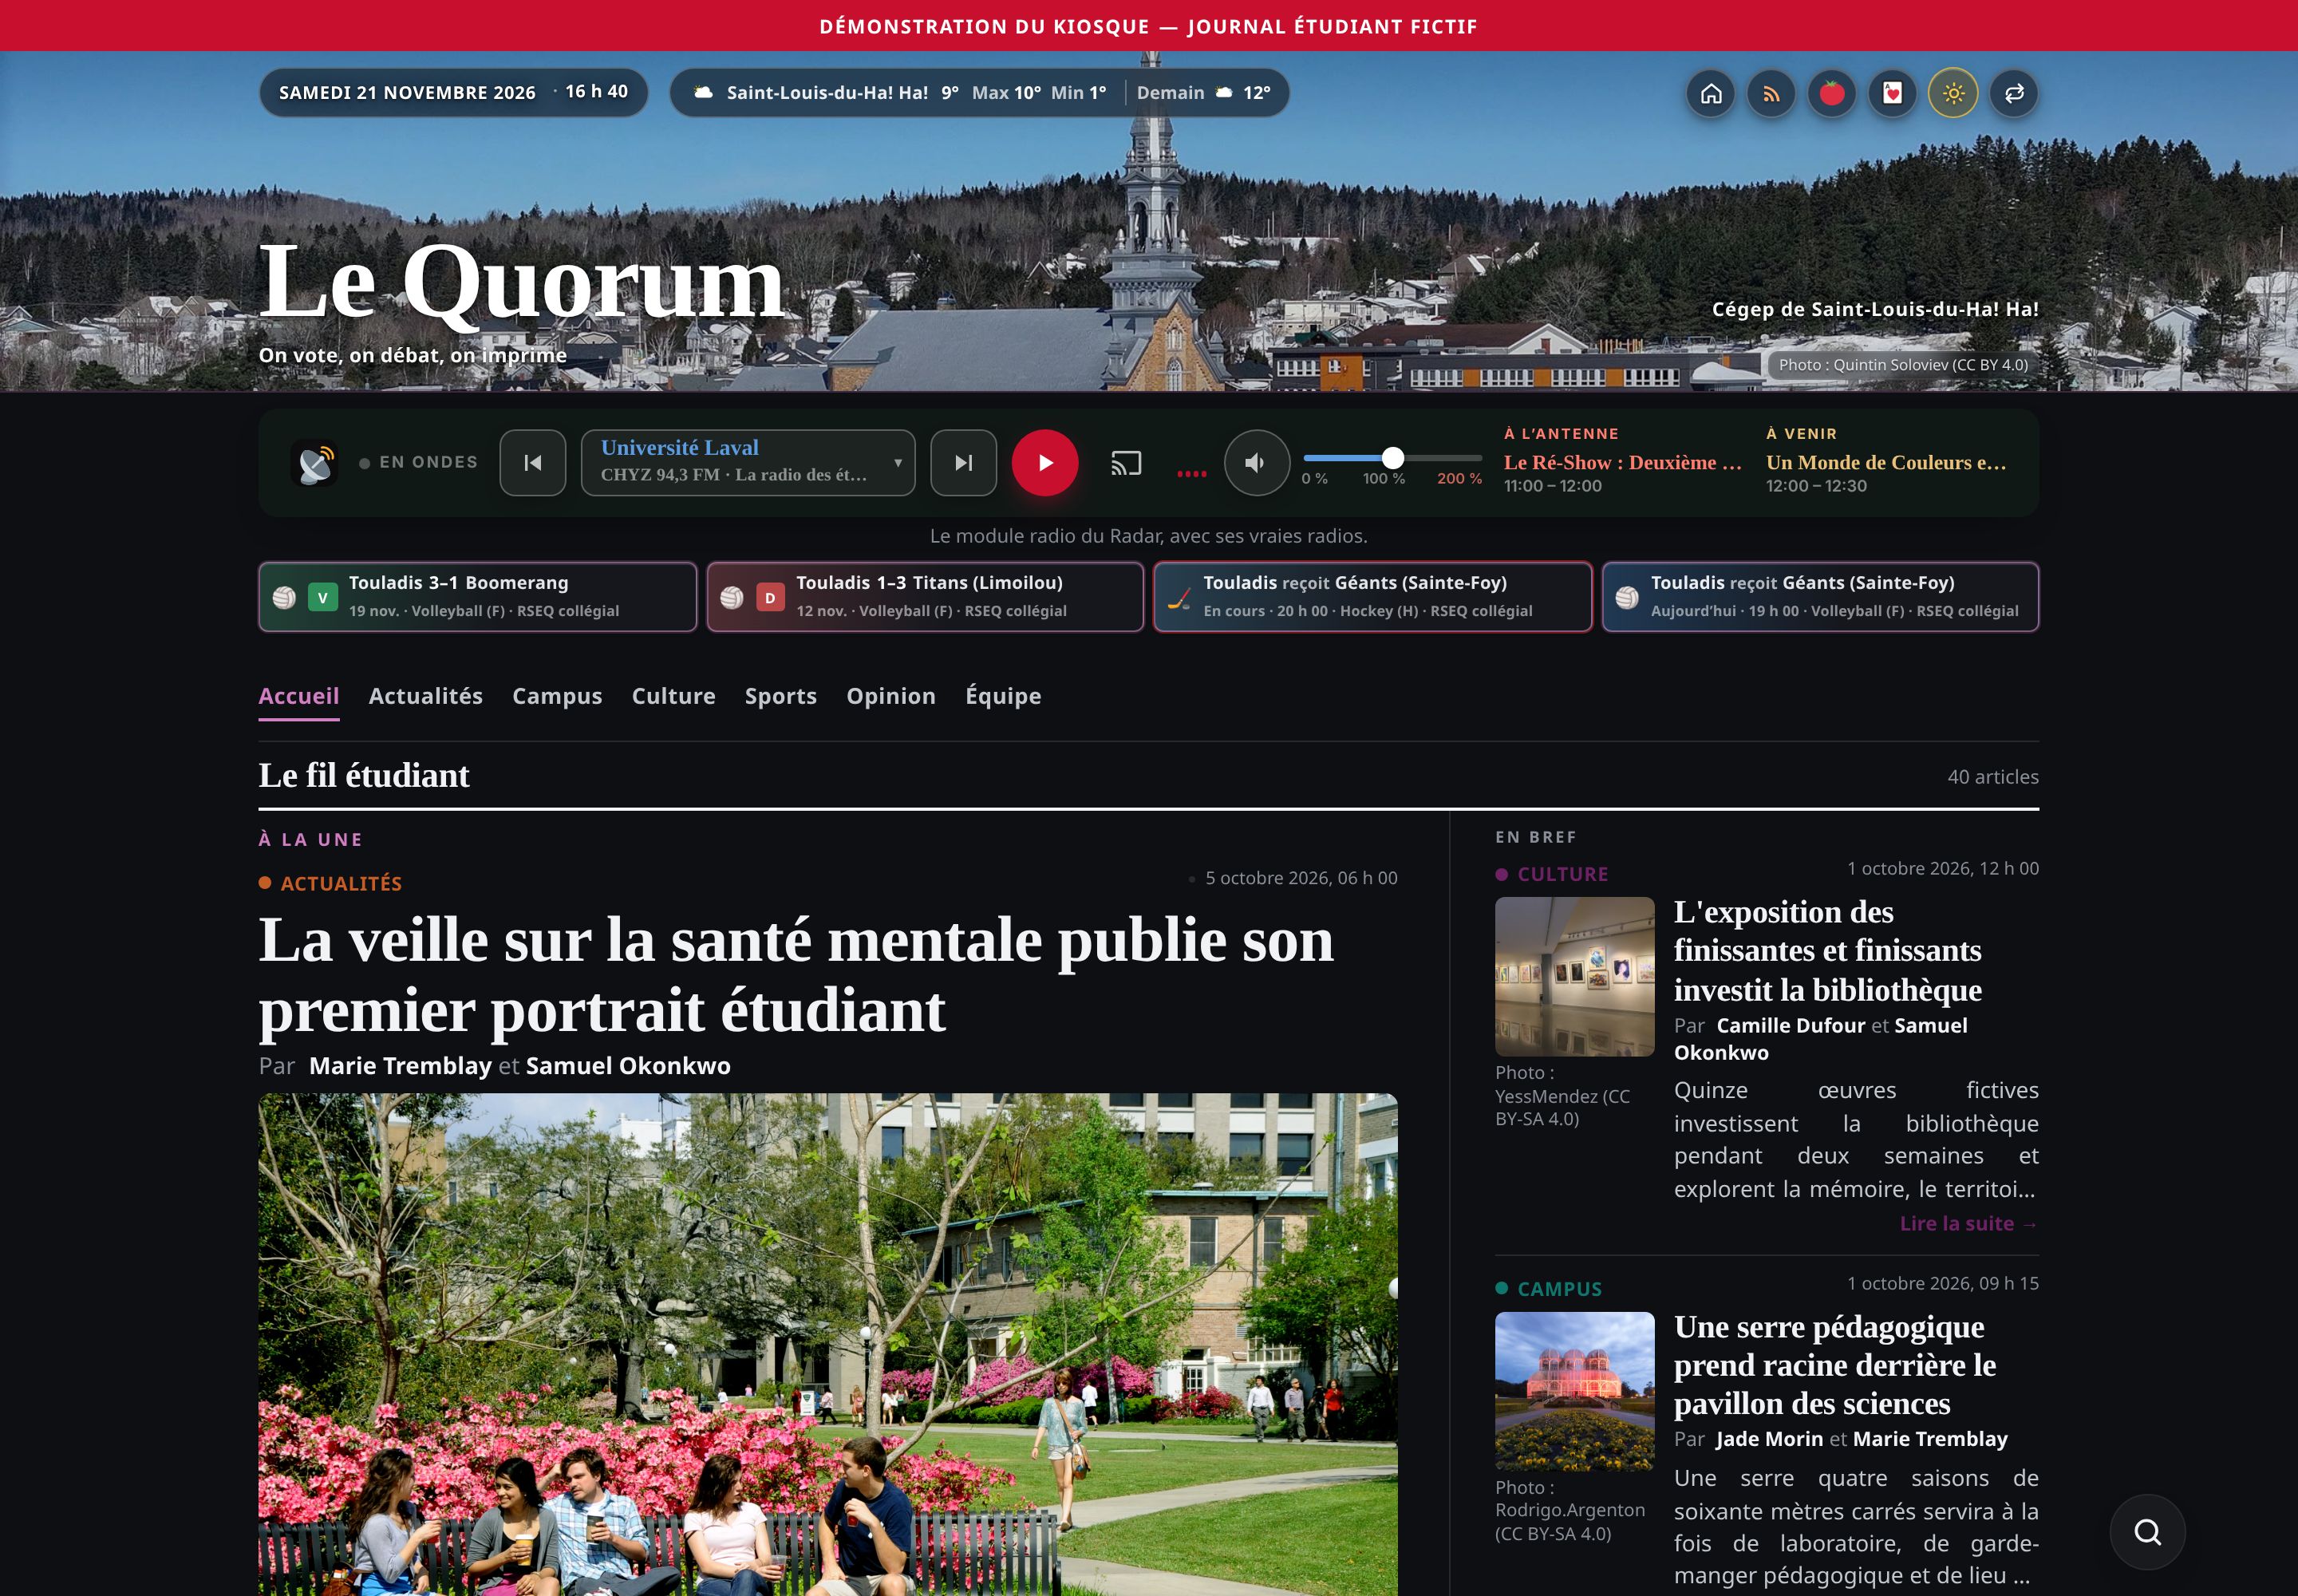 DÉMONSTRATION DU KIOSQUE — JOURNAL ÉTUDIANT FICTIF
SAMEDI 21 NOVEMBRE 2026 · 16 h 40
Saint-Louis-du-Ha! Ha! 9° Max 10° Min 1° Demain 12°
Le Quorum
On vote, on débat, on imprime
Cégep de Saint-Louis-du-Ha! Ha!
Photo : Quintin Soloviev (CC BY 4.0)
EN ONDES
Université Laval
CHYZ 94,3 FM · La radio des ét…
0 % 100 % 200 %
À L’ANTENNE
Le Ré-Show : Deuxième …
11:00 – 12:00
À VENIR
Un Monde de Couleurs e…
12:00 – 12:30
Le module radio du Radar, avec ses vraies radios.
V
Touladis 3–1 Boomerang
19 nov. · Volleyball (F) · RSEQ collégial
D
Touladis 1–3 Titans (Limoilou)
12 nov. · Volleyball (F) · RSEQ collégial
Touladis reçoit Géants (Sainte-Foy)
En cours · 20 h 00 · Hockey (H) · RSEQ collégial
Touladis reçoit Géants (Sainte-Foy)
Aujourd’hui · 19 h 00 · Volleyball (F) · RSEQ collégial
Accueil Actualités Campus Culture Sports Opinion Équipe
Le fil étudiant
40 articles
À LA UNE
ACTUALITÉS
5 octobre 2026, 06 h 00
La veille sur la santé mentale publie son
premier portrait étudiant
Par Marie Tremblay et Samuel Okonkwo
EN BREF
CULTURE
1 octobre 2026, 12 h 00
L'exposition des
finissantes et finissants
investit la bibliothèque
Par Camille Dufour et Samuel
Okonkwo
Photo :
YessMendez (CC
BY-SA 4.0)
Quinze œuvres fictives
investissent la bibliothèque
pendant deux semaines et
explorent la mémoire, le territoi…
Lire la suite →
CAMPUS
1 octobre 2026, 09 h 15
Une serre pédagogique
prend racine derrière le
pavillon des sciences
Par Jade Morin et Marie Tremblay
Photo :
Rodrigo.Argenton
(CC BY-SA 4.0)
Une serre quatre saisons de
soixante mètres carrés servira à la
fois de laboratoire, de garde-
manger pédagogique et de lieu …